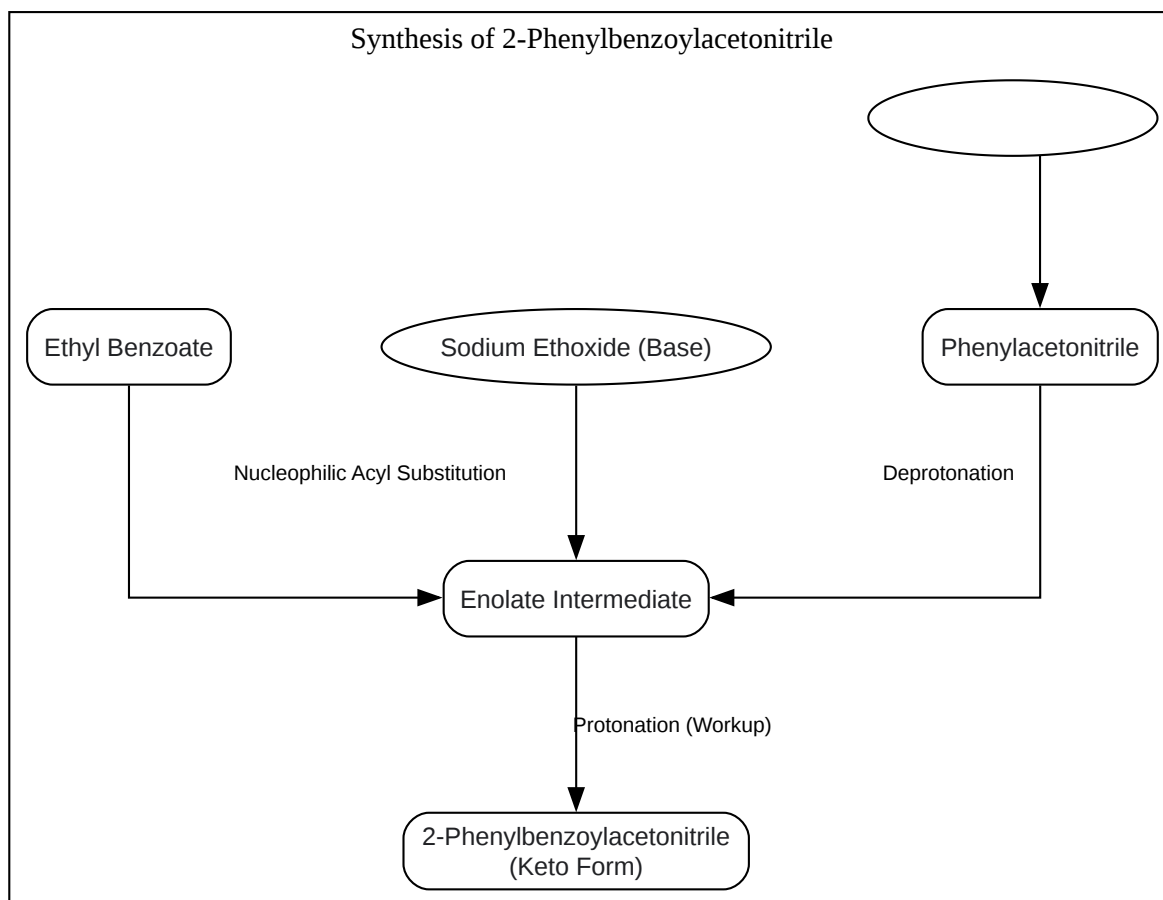 Synthesis of 2-Phenylbenzoylacetonitrile
Ethyl Benzoate
Sodium Ethoxide (Base)
Phenylacetonitrile
Nucleophilic Acyl Substitution
Deprotonation
Enolate Intermediate
Protonation (Workup)
2-Phenylbenzoylacetonitrile
(Keto Form)